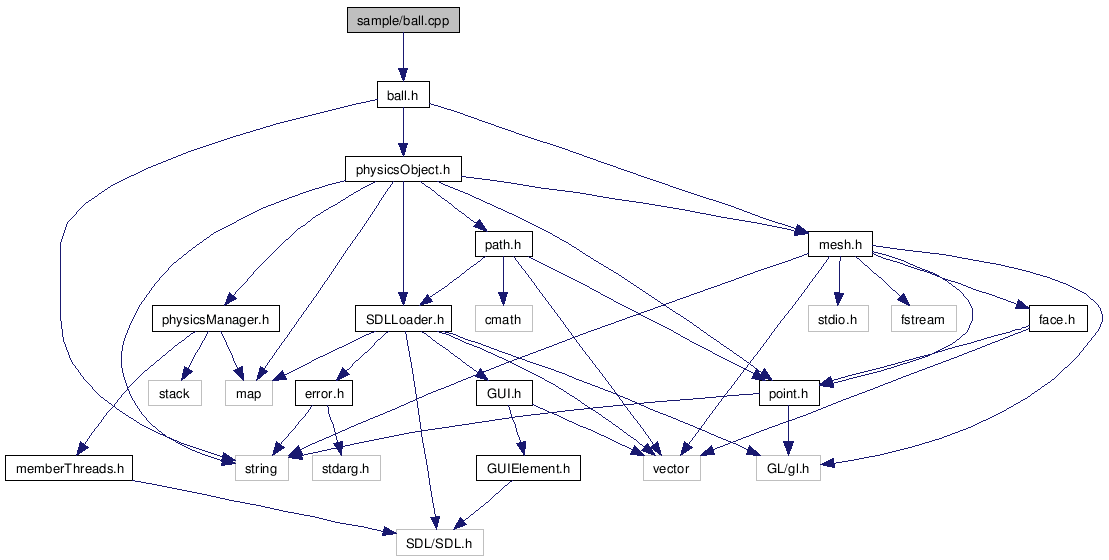 sample/ball.cpp
ball.h
physicsObject.h
path.h
mesh.h
physicsManager.h
SDLLoader.h
cmath
stdio.h
fstream
face.h
stack
map
error.h
GUI.h
point.h
memberThreads.h
string
stdarg.h
GUIElement.h
vector
GL/gl.h
SDL/SDL.h